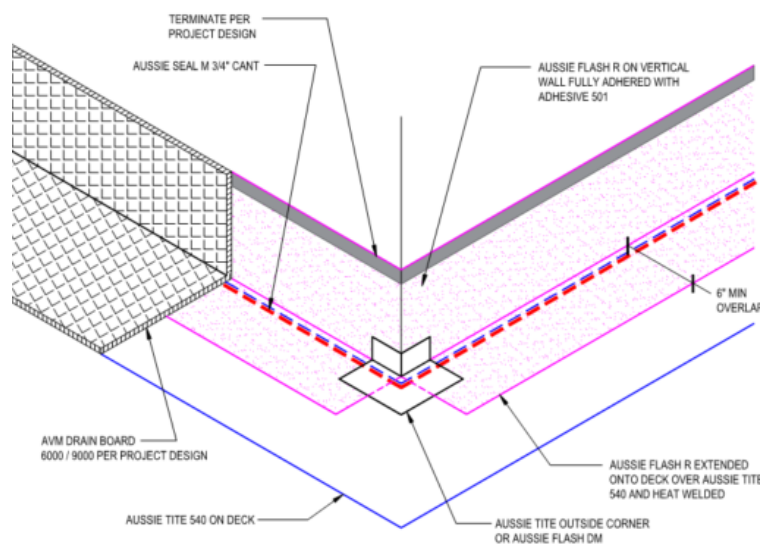 TERMINATE PER
PROJECT DESIGN
AUSSIE SEAL M 3/4" CANT
AUSSIE FLASH R ON VERTICAL
WALL FULLY ADHERED WITH
ADHESIVE 501
6" MIN
OVERLAP
AVM DRAIN BOARD
6000 / 9000 PER PROJECT DESIGN
AUSSIE FLASH R EXTENDED
ONTO DECK OVER AUSSIE TITE
540 AND HEAT WELDED
AUSSIE TITE 540 ON DECK
AUSSIE TITE OUTSIDE CORNER
OR AUSSIE FLASH DM